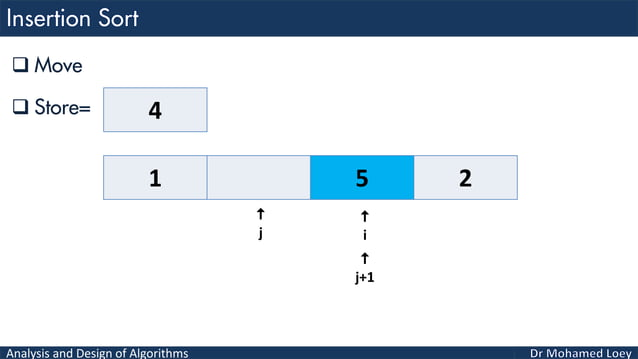 Insertion Sort
❑ Move
❑ Store= 4
1 5 2
↑ ↑
j i
↑
j+1
Analysis and Design of Algorithms Dr Mohamed Loey